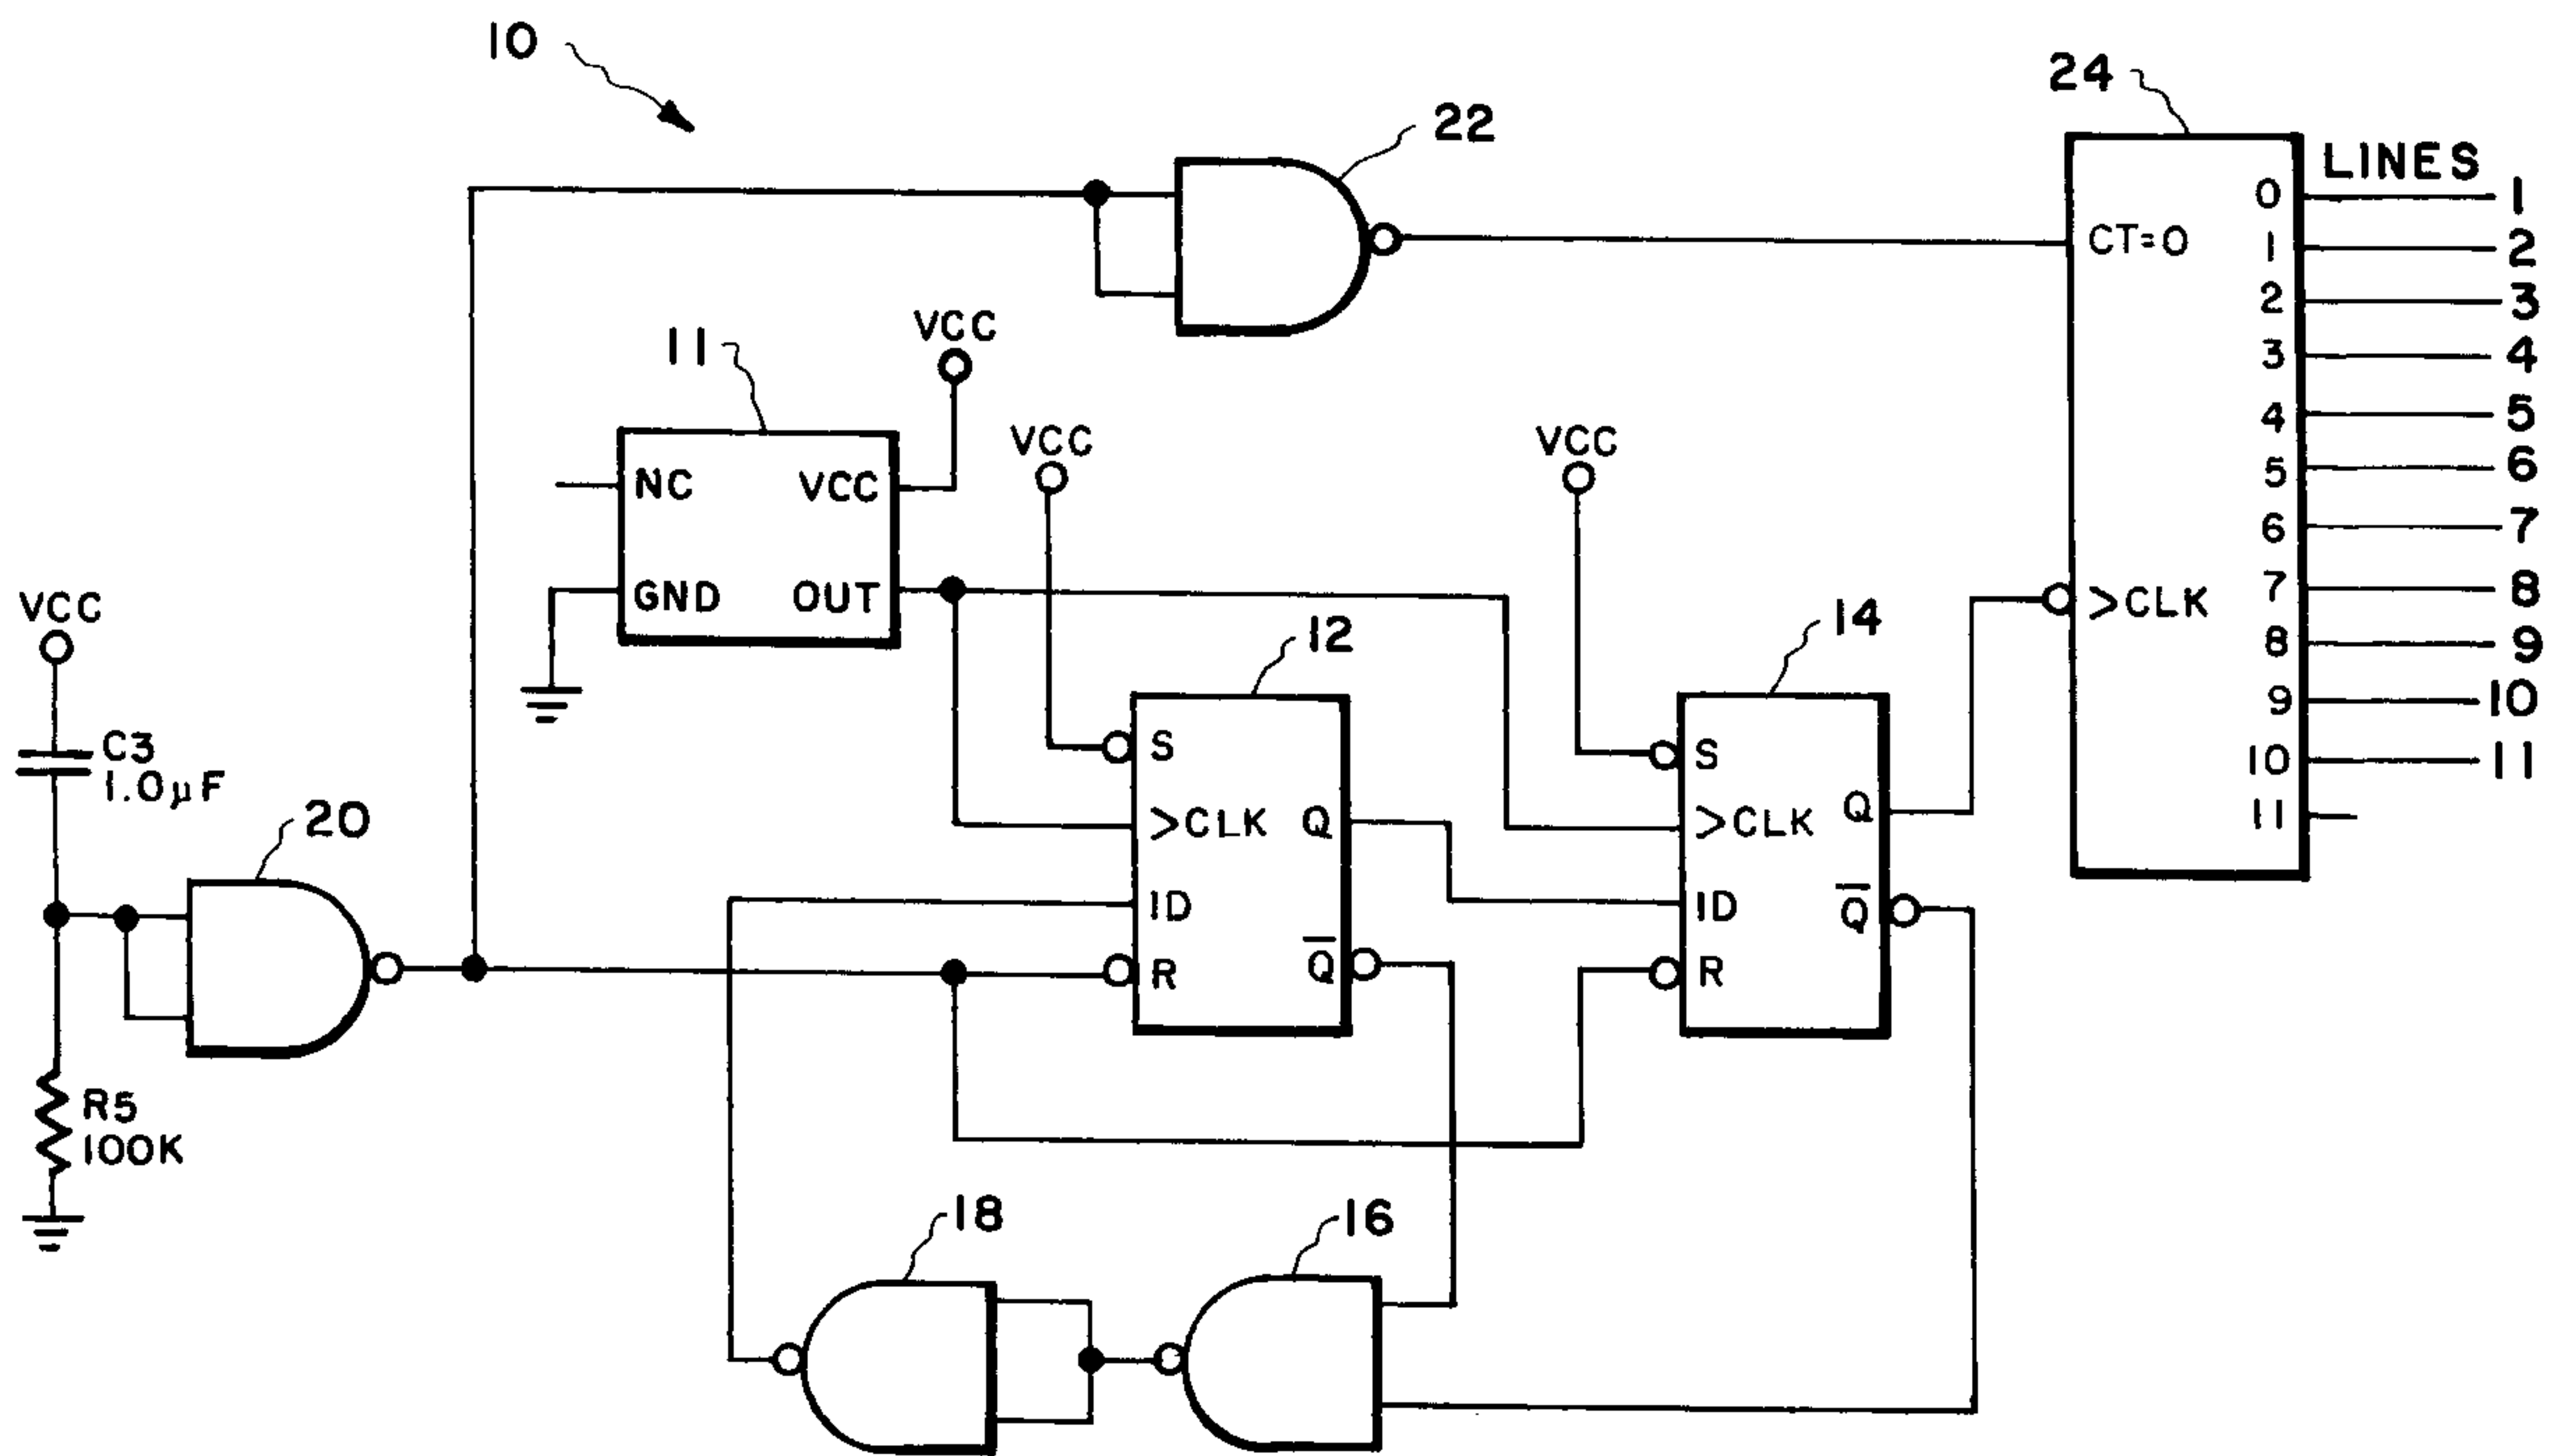 10
24
22
LINES
0 1
CT=0
1 2
2 3
3 4
4 5
5 6
6 7
7 8
8 9
9 10
10 11
11
>CLK
11
VCC
NC VCC
GND OUT
VCC
VCC
12
S
>CLK Q
ID
Q̅
R
14
S
>CLK Q
ID
Q̅
R
VCC
C3
1.0µF
20
R5
100K
18
16